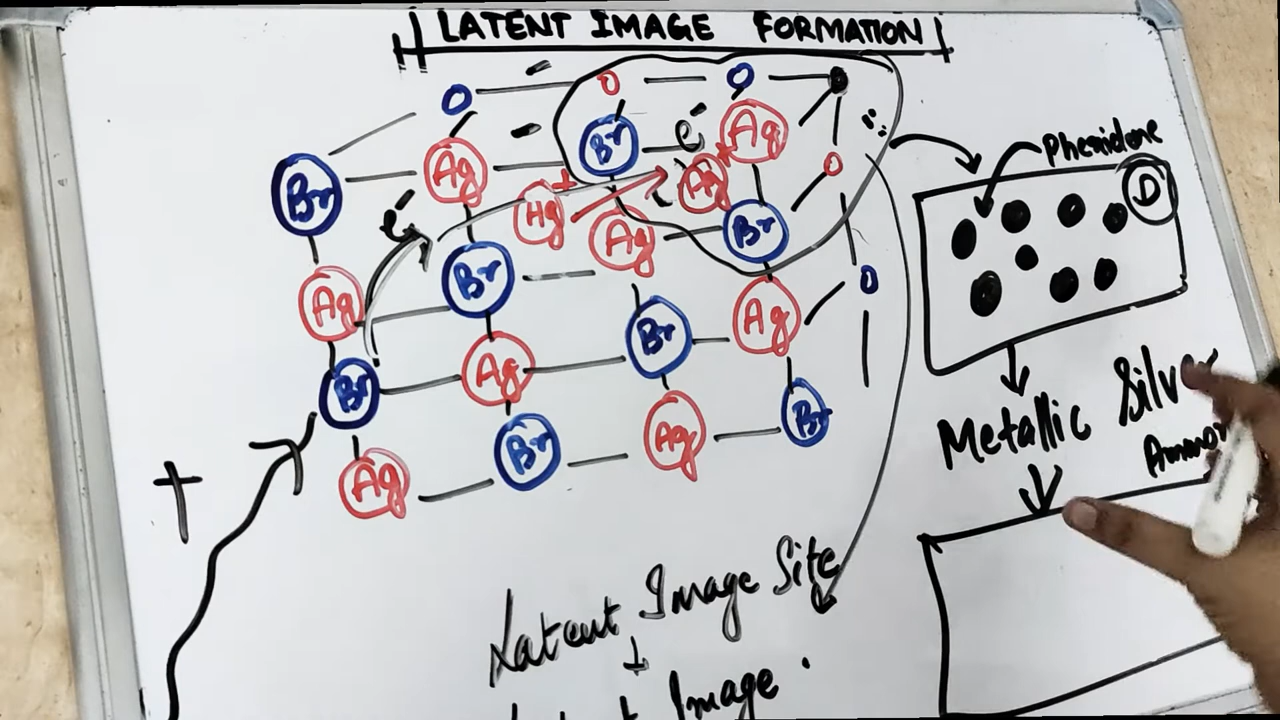 LATENT IMAGE FORMATION
Br
Ag
Br
Ag
Ag
Br
Ag
Br
Hg +
Ag
Br
e-
Br
e-
Ag
Ag
Br
Ag
Br
Ag
Br
Ag
+
Phenidone
D
Metallic Silv
Latent Image Site
Image